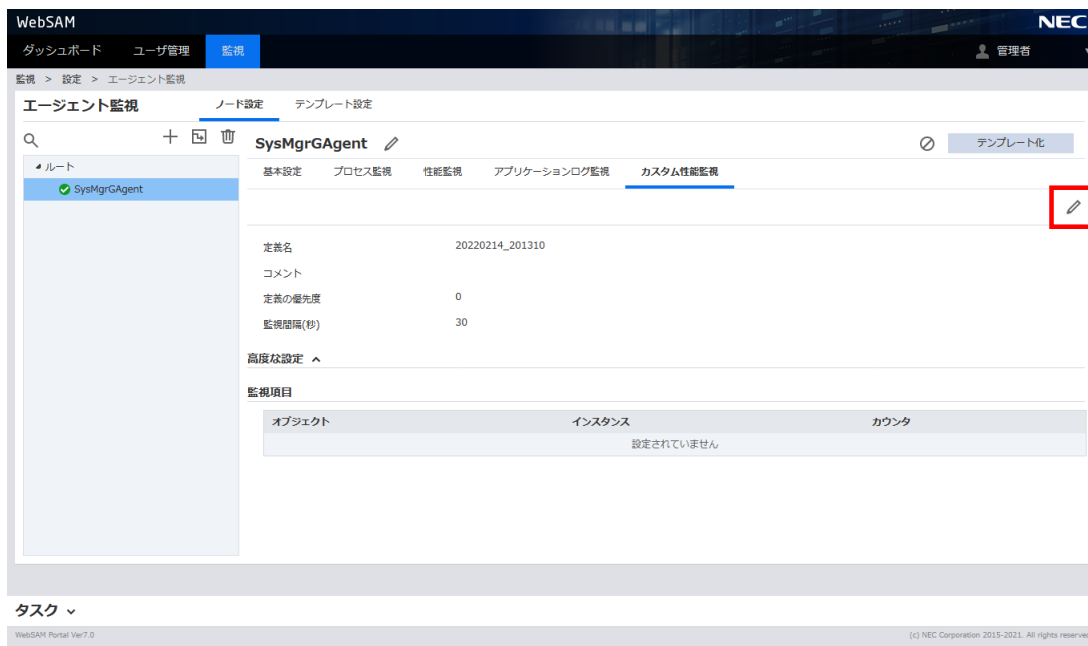 WebSAM NEC
ダッシュボード ユーザ管理 監視 管理者
監視 > 設定 > エージェント監視
エージェント監視 ノード設定 テンプレート設定
SysMgrGAgent テンプレート化
ルート
基本設定 プロセス監視 性能監視 アプリケーションログ監視 カスタム性能監視
SysMgrGAgent
定義名 20220214_201310
コメント
定義の優先度 0
監視間隔(秒) 30
高度な設定
監視項目
オブジェクト インスタンス カウンタ
設定されていません
タスク
WebSAM Portal Ver7.0 (c) NEC Corporation 2015-2021. All rights reserved